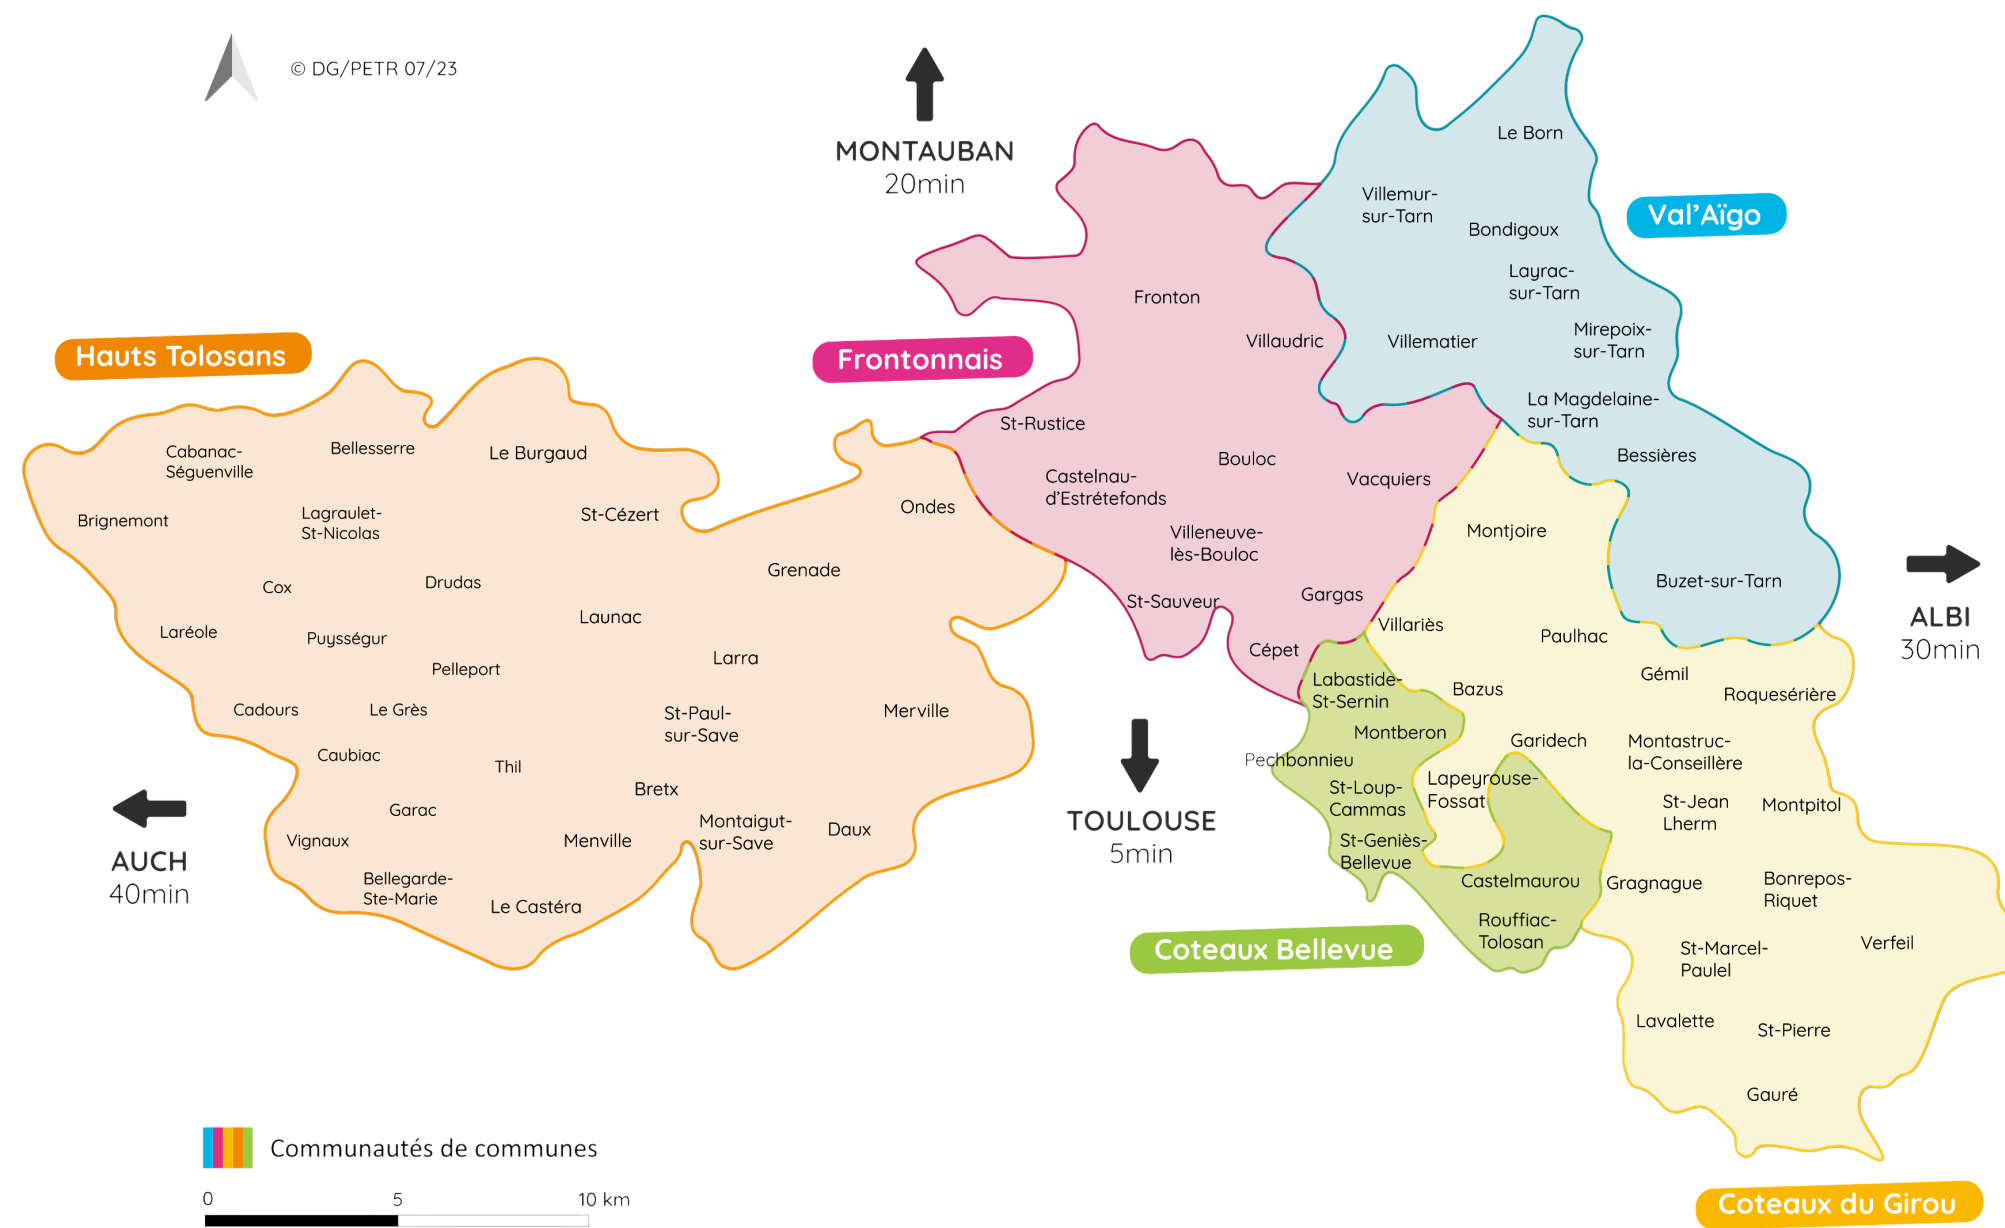 © DG/PETR 07/23
MONTAUBAN
20min
Hauts Tolosans
Cabanac-
Séguenville
Bellesserre
Le Burgaud
Brignemont
Lagraulet-
St-Nicolas
St-Cézert
Ondes
Cox
Drudas
Grenade
Laréole
Puysségur
Launac
Pelleport
Larra
Cadours
Le Grès
St-Paul-
sur-Save
Merville
Caubiac
Thil
Bretx
Garac
Vignaux
Menville
Montaigut-
sur-Save
Daux
Bellegarde-
Ste-Marie
Le Castéra
AUCH
40min
Frontonnais
Fronton
Villaudric
St-Rustice
Bouloc
Castelnau-
d'Estrétefonds
Vacquiers
Villeneuve-
lès-Bouloc
St-Sauveur
Gargas
Cépet
Val'Aïgo
Le Born
Villemur-
sur-Tarn
Bondigoux
Layrac-
sur-Tarn
Villematier
Mirepoix-
sur-Tarn
La Magdelaine-
sur-Tarn
Bessières
Buzet-sur-Tarn
ALBI
30min
TOULOUSE
5min
Labastide-
St-Sernin
Montberon
Pechbonnieu
St-Loup-
Cammas
St-Geniès-
Bellevue
Castelmaurou
Rouffiac-
Tolosan
Coteaux Bellevue
Montjoire
Villariès
Paulhac
Gémil
Bazus
Roquesérière
Garidech
Montastruc-
la-Conseillère
Lapeyrouse-
Fossat
St-Jean
Lherm
Montpitol
Gragnague
Bonrepos-
Riquet
St-Marcel-
Paulel
Verfeil
Lavalette
St-Pierre
Gauré
Coteaux du Girou
Communautés de communes
0 5 10 km